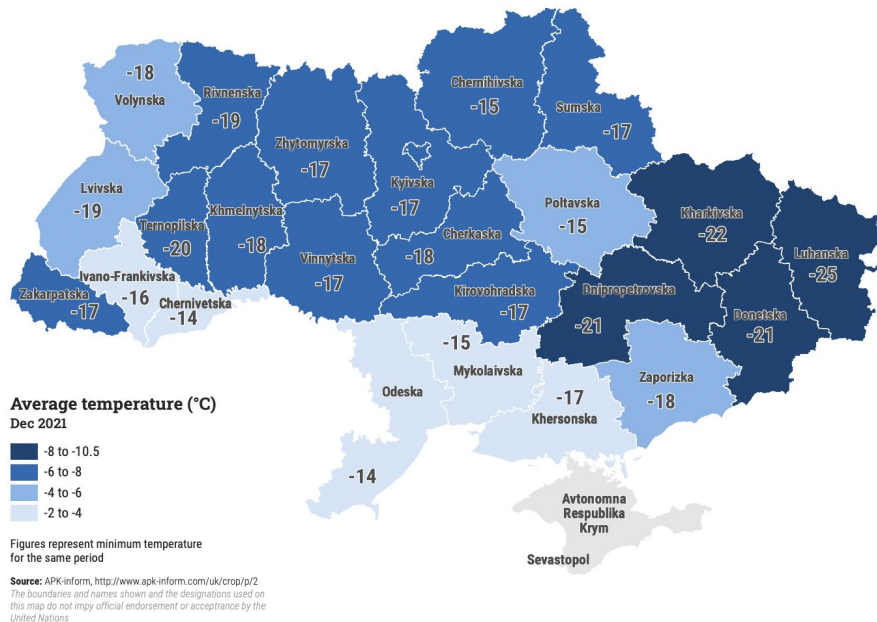 -18
Volynska
Rivnenska
-19
Zhytomyrska
-17
Kyivska
-17
Chernihivska
-15
Sumska
-17
Lvivska
-19
Ternopilska
-20
Khmelnytska
-18
Vinnytska
-17
Cherkaska
-18
Poltavska
-15
Kharkivska
-22
Luhanska
-25
Zakarpatska
-17
Ivano-Frankivska
-16
Chernivetska
-14
Kirovohradska
-17
Dnipropetrovska
-21
Donetska
-21
Odeska
-14
-15
Mykolaivska
-17
Khersonska
Zaporizka
-18
Avtonomna
Respublika
Krym
Sevastopol
Average temperature (°C)
Dec 2021
-8 to -10.5
-6 to -8
-4 to -6
-2 to -4
Figures represent minimum temperature
for the same period
Source: APK-inform, http://www.apk-inform.com/uk/crop/p/2
The boundaries and names shown and the designations used on
this map do not impy official endorsement or acceptrance by the
United Nations